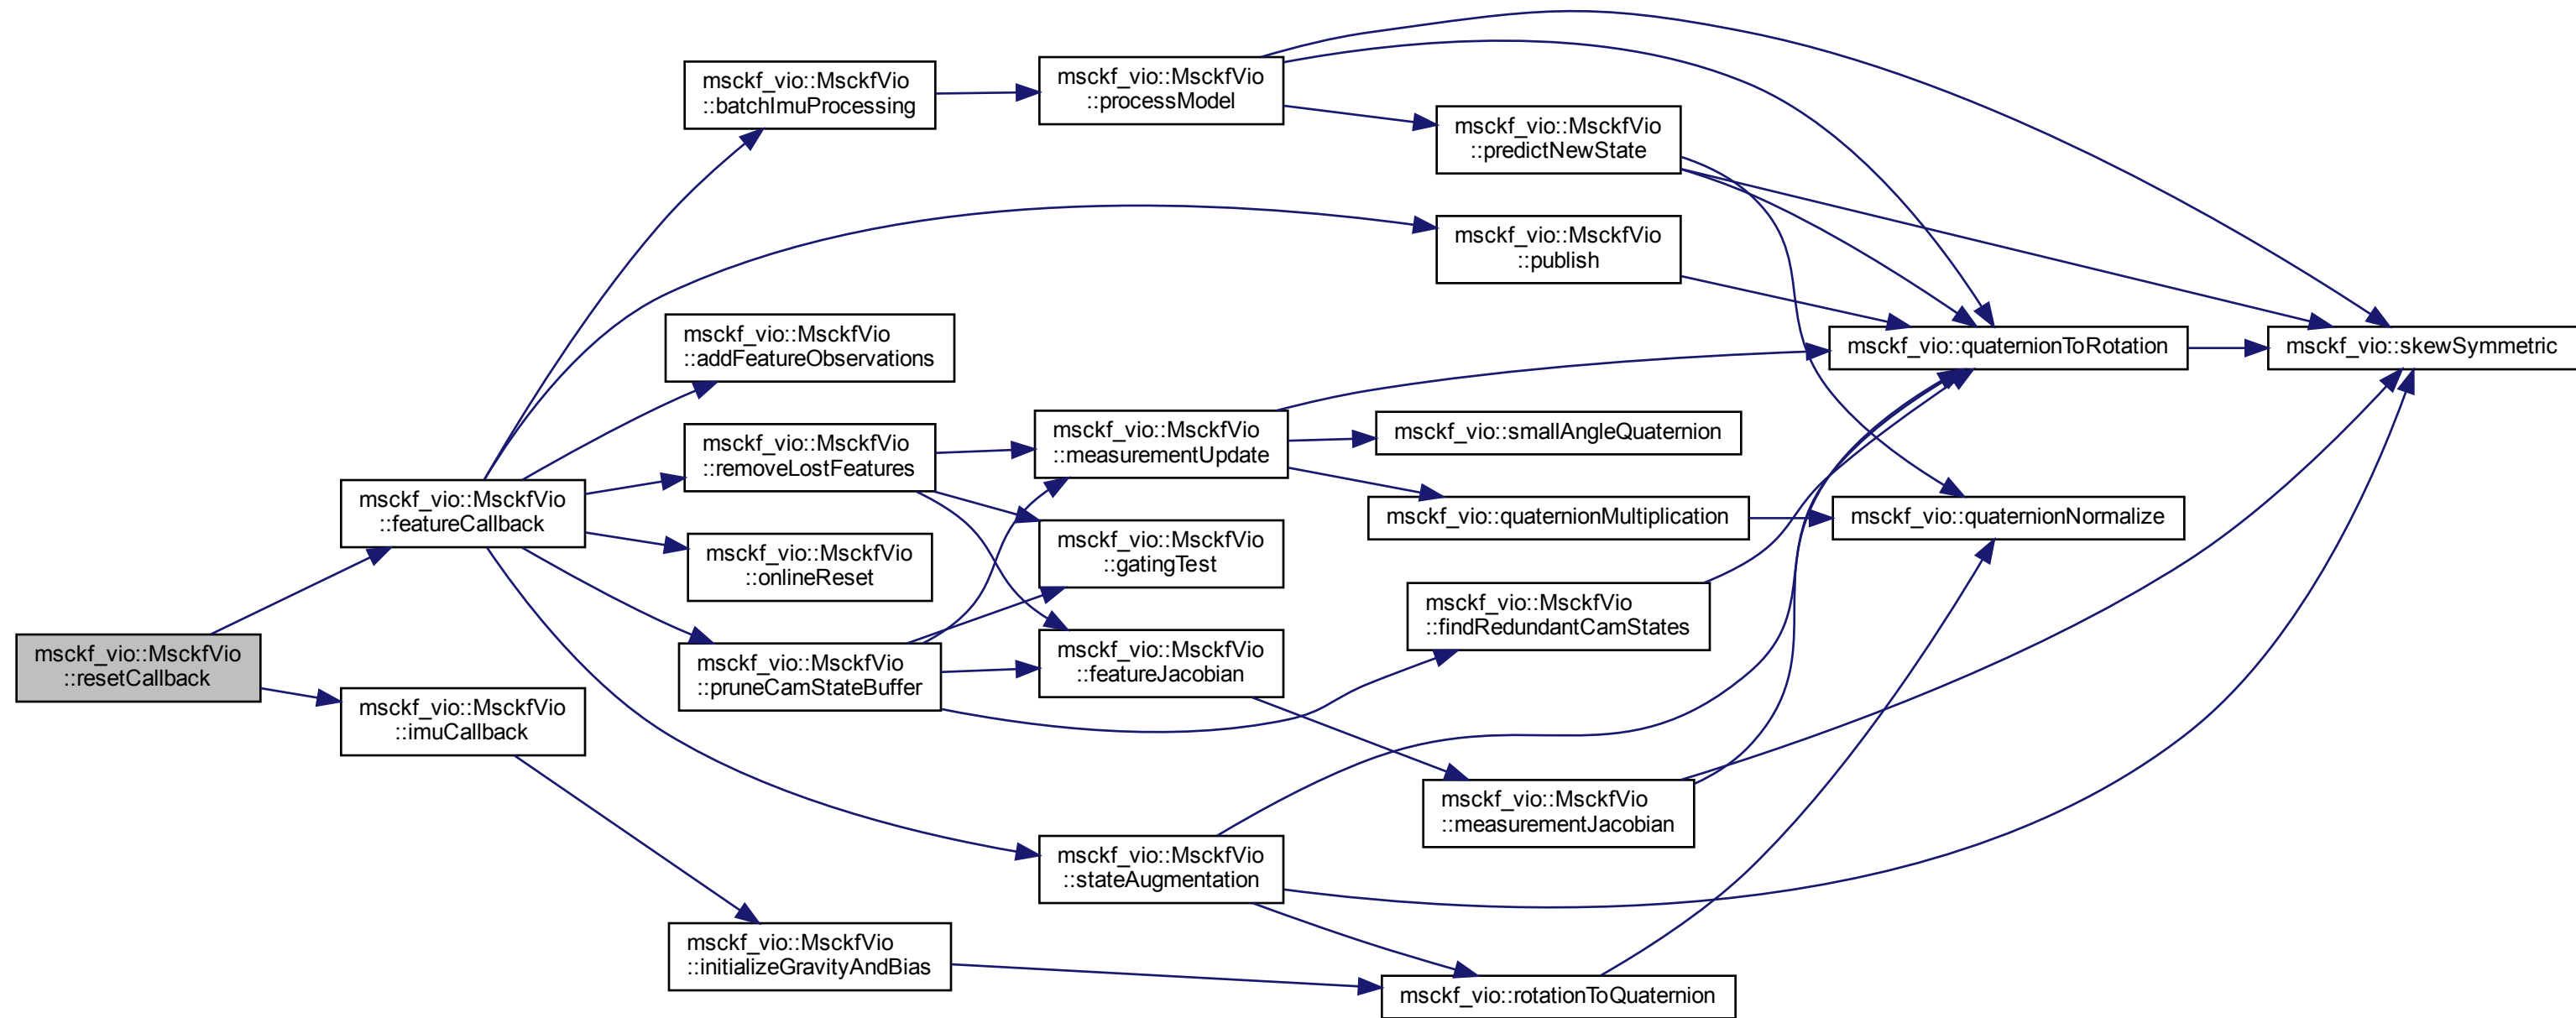 msckf_vio::MsckfVio
::resetCallback
msckf_vio::MsckfVio
::featureCallback
msckf_vio::MsckfVio
::imuCallback
msckf_vio::MsckfVio
::batchImuProcessing
msckf_vio::MsckfVio
::addFeatureObservations
msckf_vio::MsckfVio
::removeLostFeatures
msckf_vio::MsckfVio
::onlineReset
msckf_vio::MsckfVio
::pruneCamStateBuffer
msckf_vio::MsckfVio
::initializeGravityAndBias
msckf_vio::MsckfVio
::processModel
msckf_vio::MsckfVio
::measurementUpdate
msckf_vio::MsckfVio
::gatingTest
msckf_vio::MsckfVio
::featureJacobian
msckf_vio::MsckfVio
::stateAugmentation
msckf_vio::MsckfVio
::predictNewState
msckf_vio::MsckfVio
::publish
msckf_vio::smallAngleQuaternion
msckf_vio::quaternionMultiplication
msckf_vio::MsckfVio
::findRedundantCamStates
msckf_vio::MsckfVio
::measurementJacobian
msckf_vio::rotationToQuaternion
msckf_vio::quaternionToRotation
msckf_vio::quaternionNormalize
msckf_vio::skewSymmetric